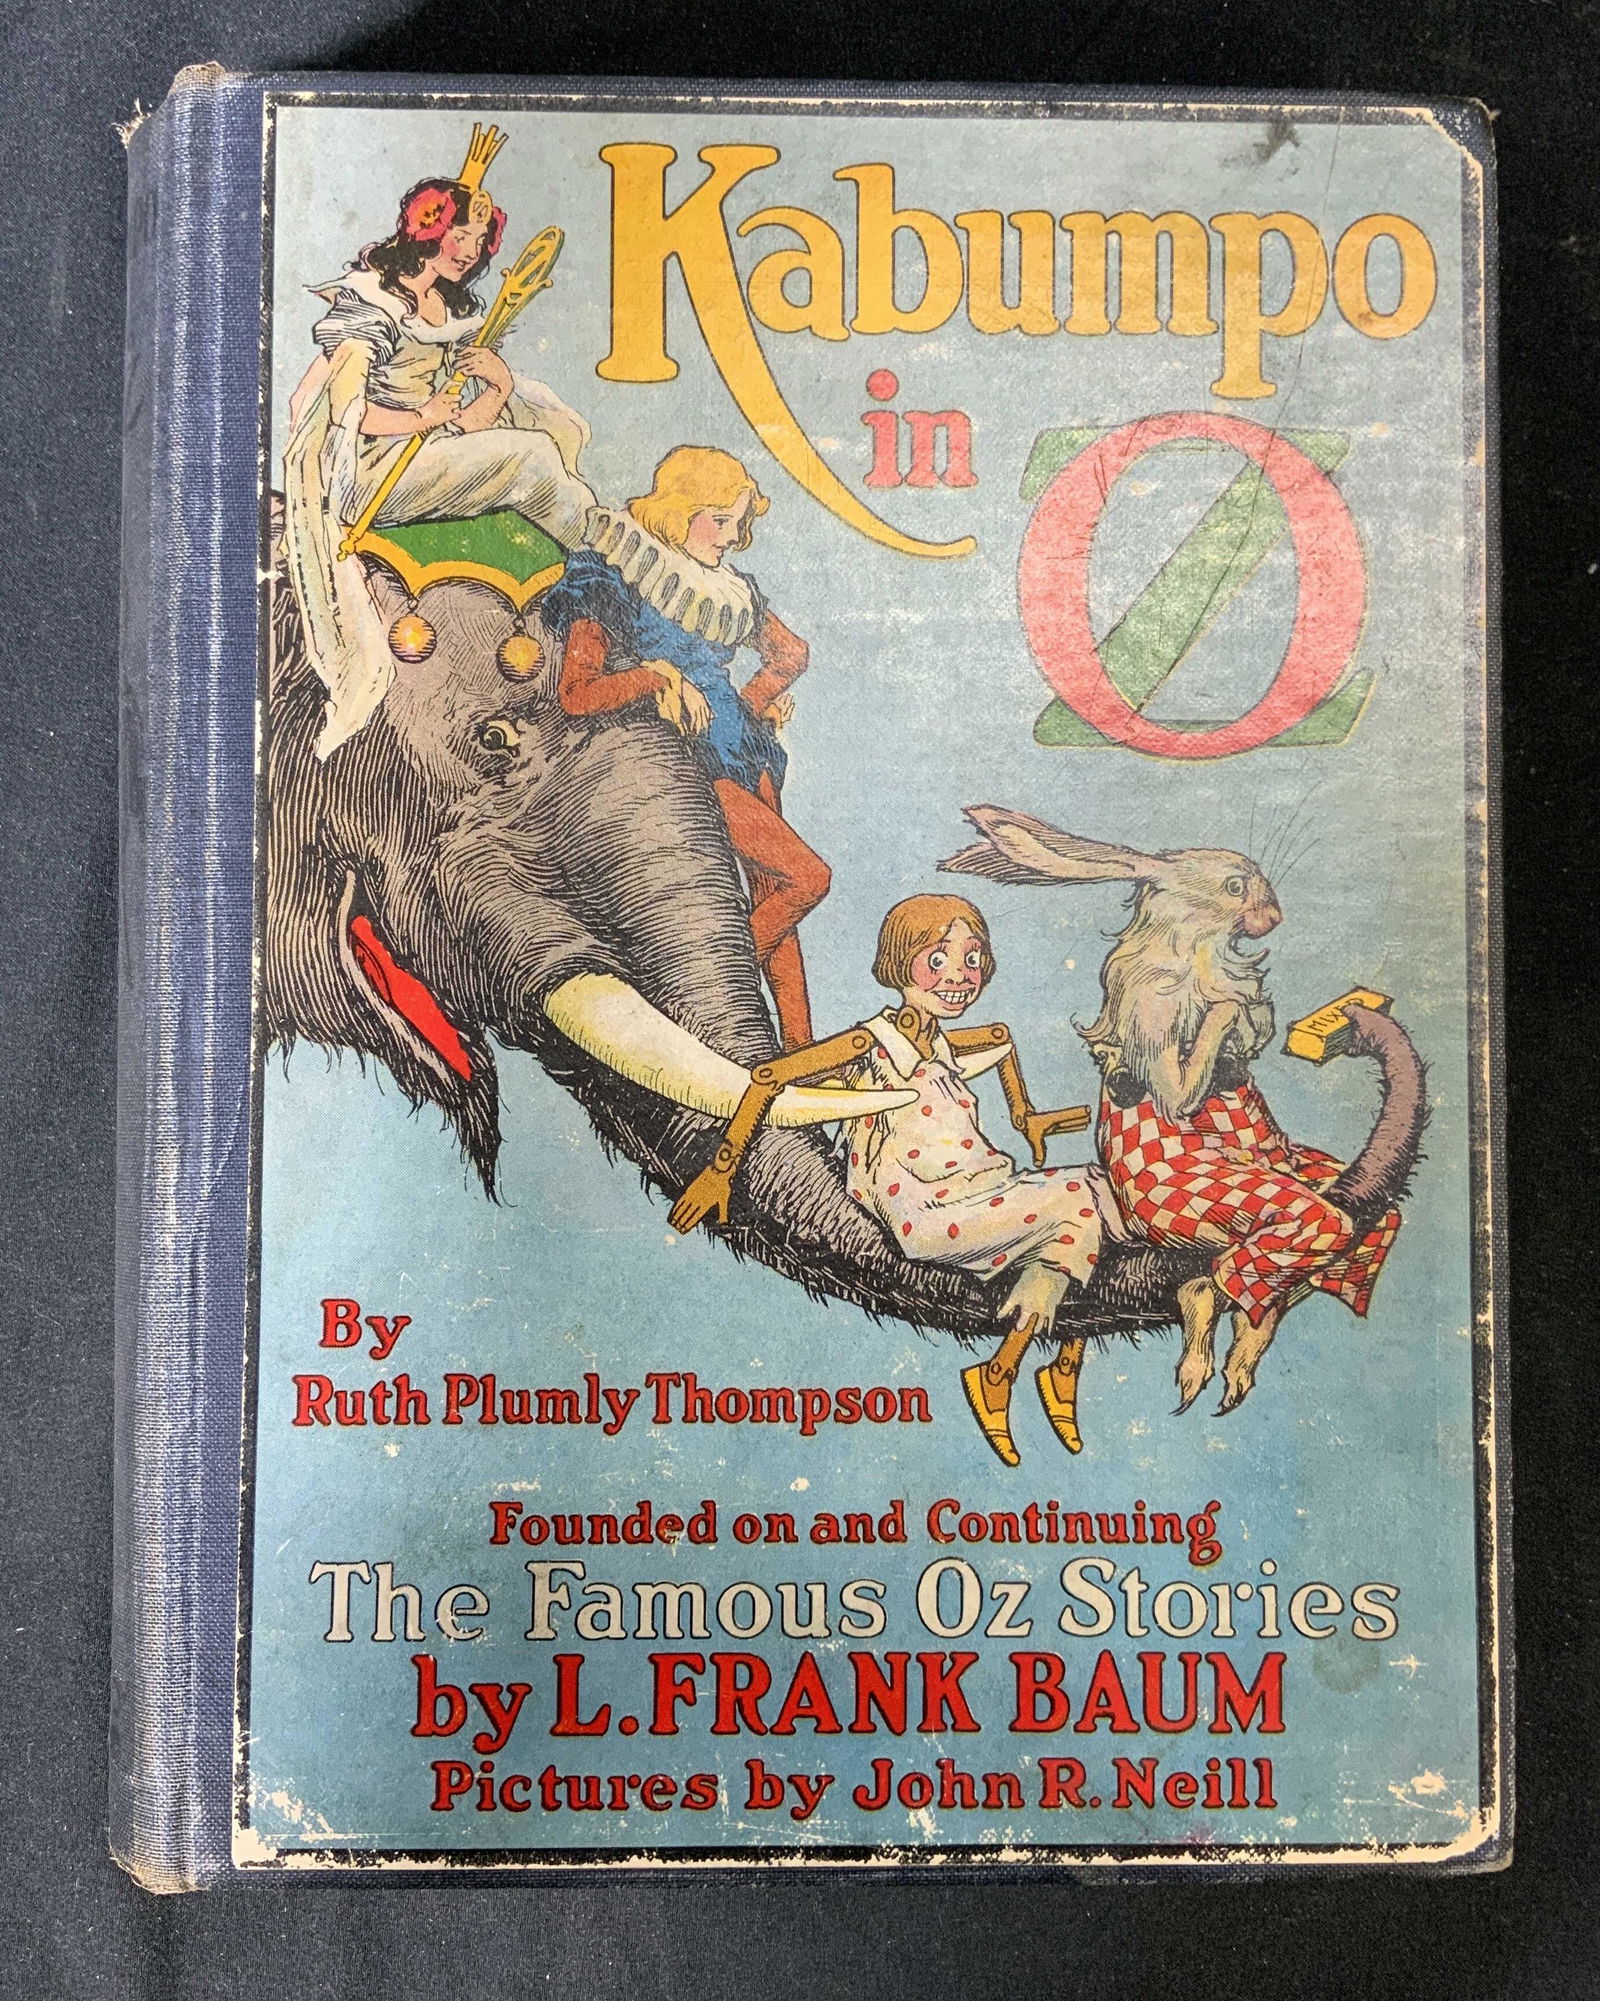 Kabumpo
in
OZ
MIX
By
Ruth Plumly Thompson
Founded on and Continuing
The Famous Oz Stories
by L. FRANK BAUM
Pictures by John R. Neill